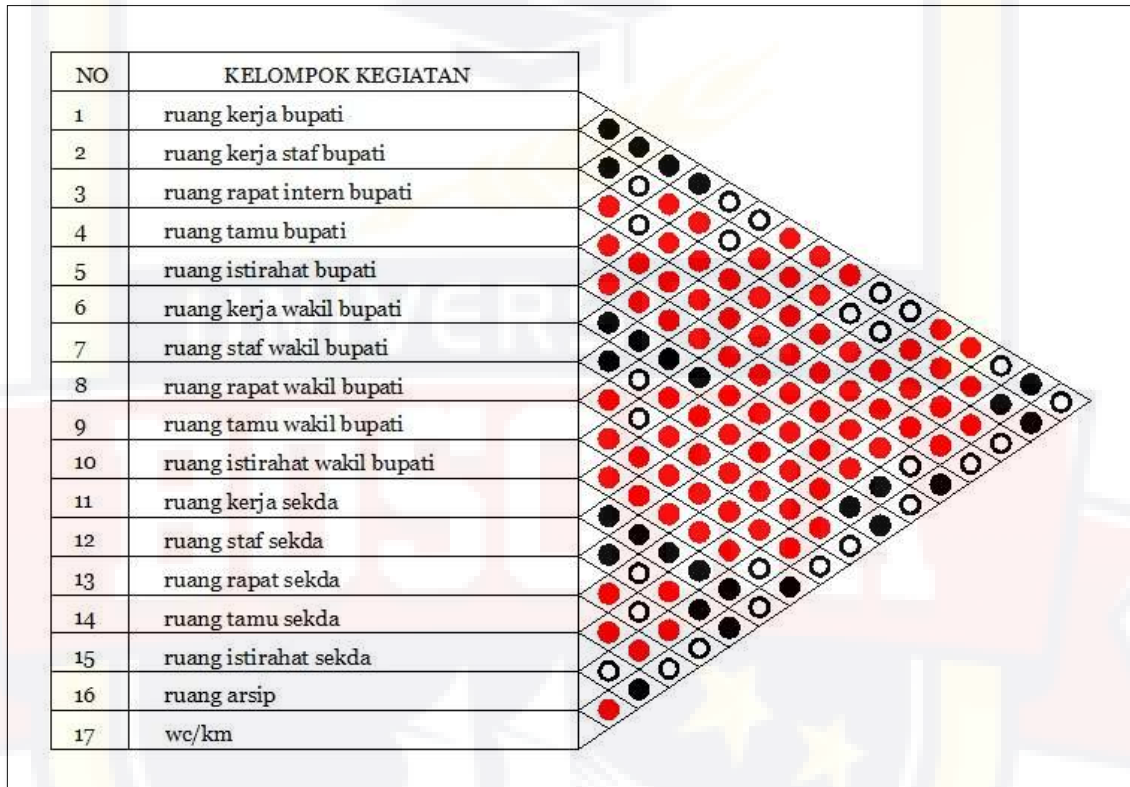 NO KELOMPOK KEGIATAN
1 ruang kerja bupati
2 ruang kerja staf bupati
3 ruang rapat intern bupati
4 ruang tamu bupati
5 ruang istirahat bupati
6 ruang kerja wakil bupati
7 ruang staf wakil bupati
8 ruang rapat wakil bupati
9 ruang tamu wakil bupati
10 ruang istirahat wakil bupati
11 ruang kerja sekda
12 ruang staf sekda
13 ruang rapat sekda
14 ruang tamu sekda
15 ruang istirahat sekda
16 ruang arsip
17 wc/km